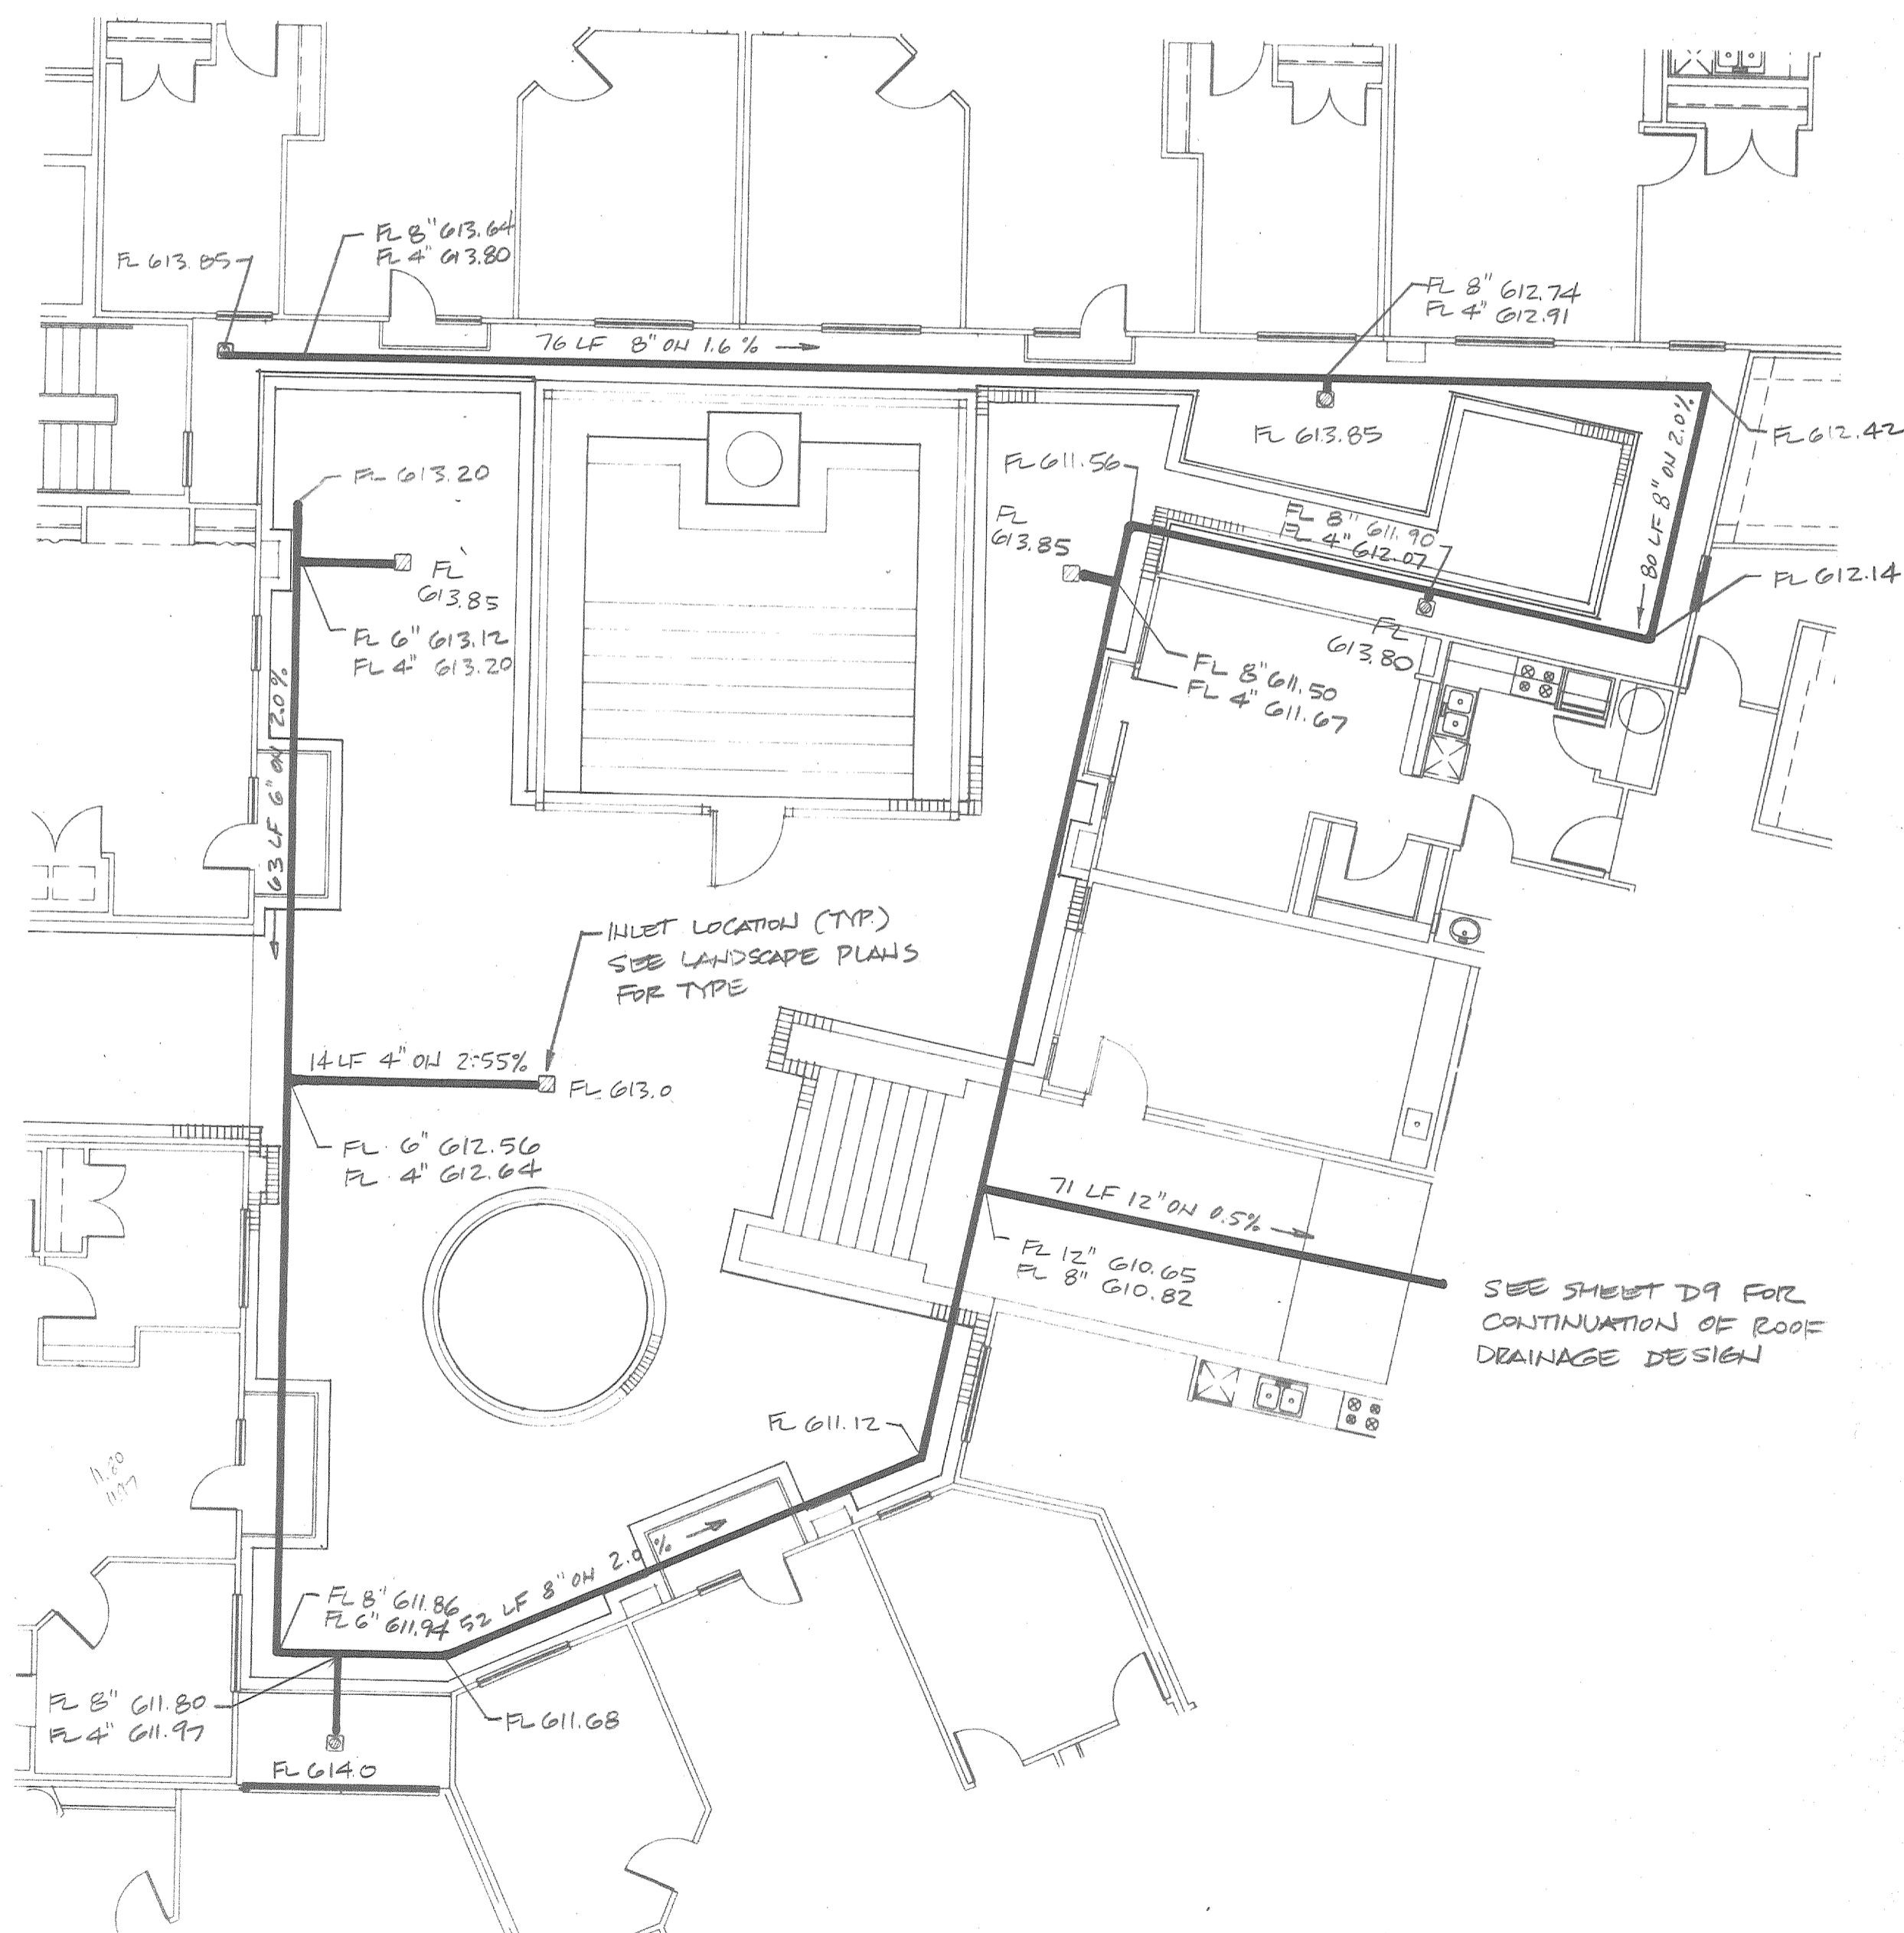 FL 8" 613.64
FL 4" 613.80
FL 613.85
FL 8" 612.74
FL 4" 612.91
76 LF 8" ON 1.6%
FL 613.85
80 LF 8" ON 2.0%
FL 612.42
FL 611.56
FL 613.20
FL
613.85
FL 8" 611.90
FL 4" 612.07
FL 612.14
FL
613.85
FL 6" 613.12
FL 4" 613.20
FL
613.80
FL 8" 611.50
FL 4" 611.67
63 LF 6" ON 2.0%
INLET LOCATION (TYP.)
SEE LANDSCAPE PLANS
FOR TYPE
14 LF 4" ON 2.55%
FL 613.0
FL 6" 612.56
FL 4" 612.64
71 LF 12" ON 0.5%
FL 12" 610.65
FL 8" 610.82
SEE SHEET D9 FOR
CONTINUATION OF ROOF
DRAINAGE DESIGN
FL 611.12
11.80
11.97
52 LF 8" ON 2.0%
FL 8" 611.86
FL 6" 611.94
FL 8" 611.80
FL 4" 611.97
FL 611.68
FL 614.0